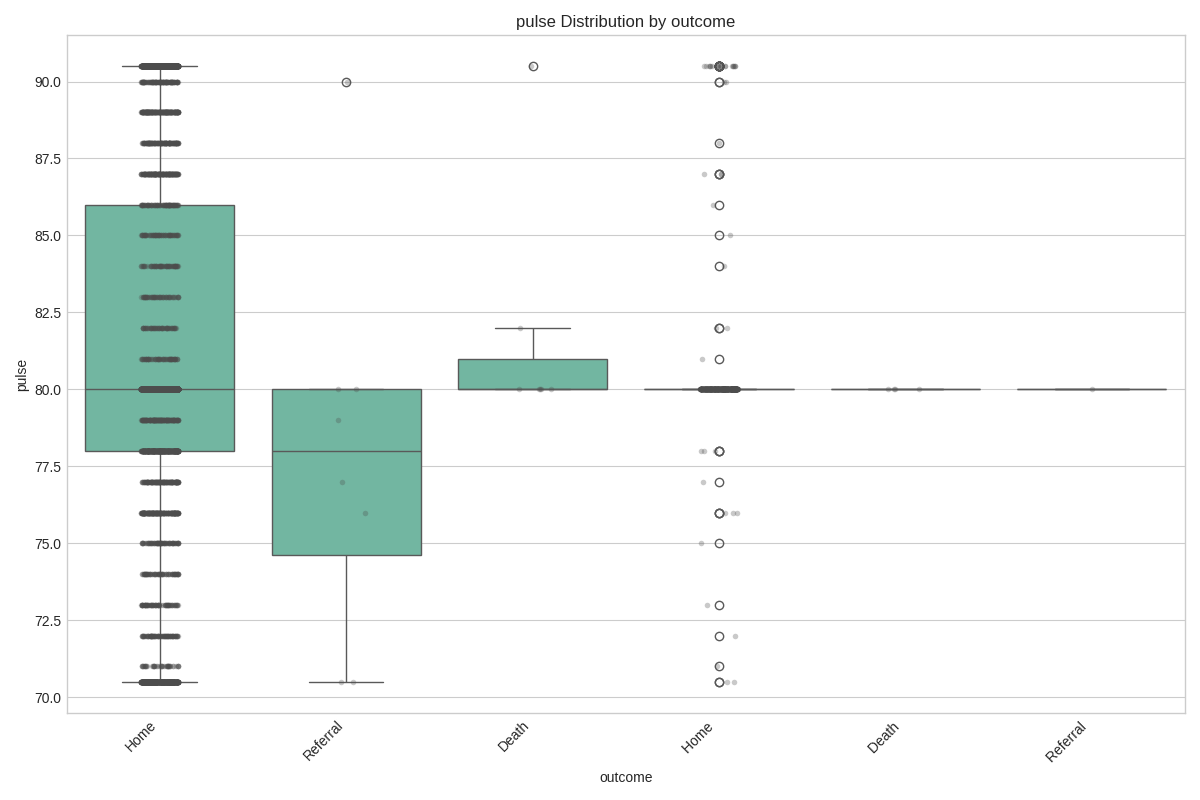 pulse Distribution by outcome
pulse
90.0
87.5
85.0
82.5
80.0
77.5
75.0
72.5
70.0
Home
Referral
Death
Home
Death
Referral
outcome